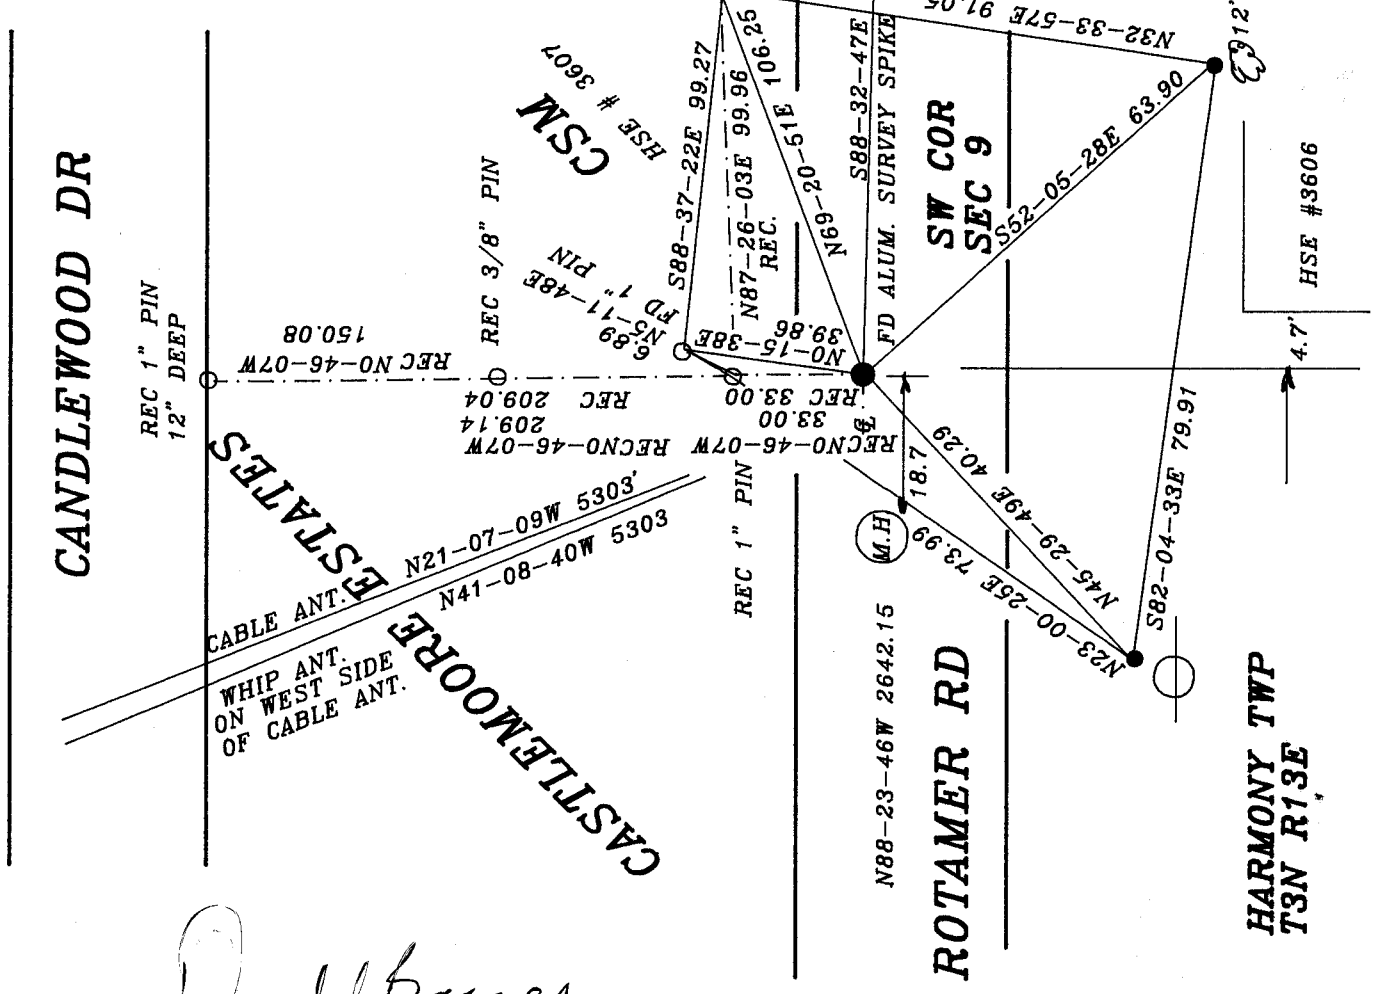 CANDLEWOOD DR
REC 1" PIN
12" DEEP
150.08
REC N0-46-07W
REC 3/8" PIN
HSE # 3607
CSM
S88-37-22E 99.27
N87-26-03E 99.96
REC.
N69-20-51E 106.25
S88-32-47E
FD ALUM. SURVEY SPIKE
SW COR
SEC 9
N32-33-57E 91.05
12"
S52-05-28E 63.90
HSE #3606
4.7'
6.89
N5-11-48E
FD 1" PIN
N0-15-38E
39.86
REC 209.04
209.14
RECN0-46-07W
REC 33.00
33.00
RECN0-46-07W
℄
REC 1" PIN
M.H
18.7
N45-29-49E 40.29
N23-00-25E 73.99
S82-04-33E 79.91
CASTLEMOORE ESTATES
CABLE ANT.
N21-07-09W 5303'
N41-08-40W 5303
WHIP ANT.
ON WEST SIDE
OF CABLE ANT.
N88-23-46W 2642.15
ROTAMER RD
HARMONY TWP
T3N R13E